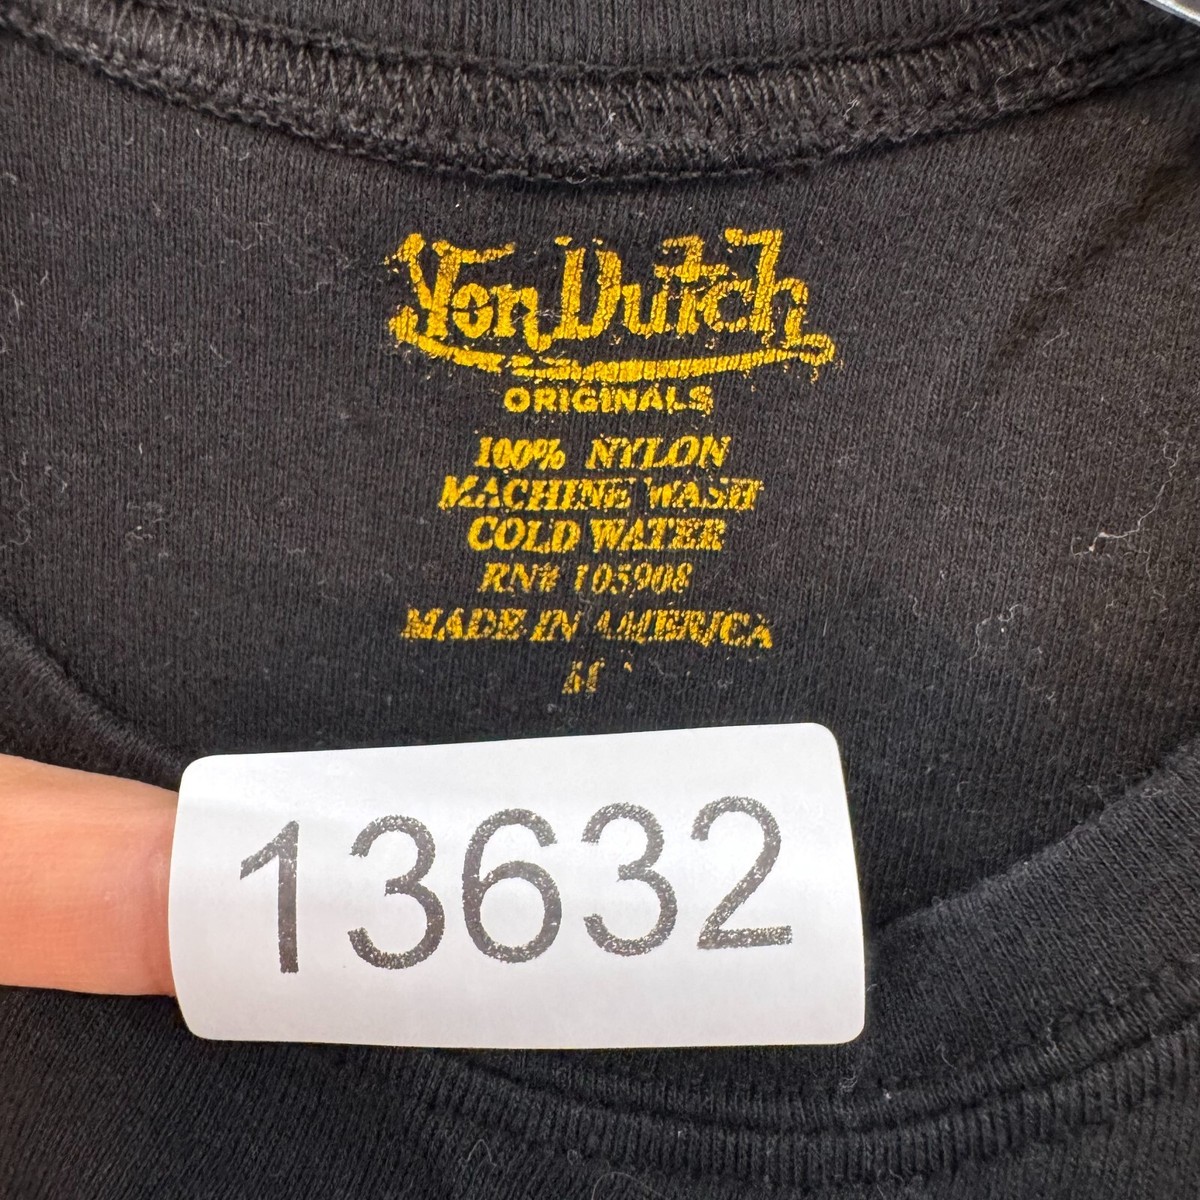 Von Dutch
ORIGINALS
100% NYLON
MACHINE WASH
COLD WATER
RN# 105908
MADE IN AMERICA
M
13632